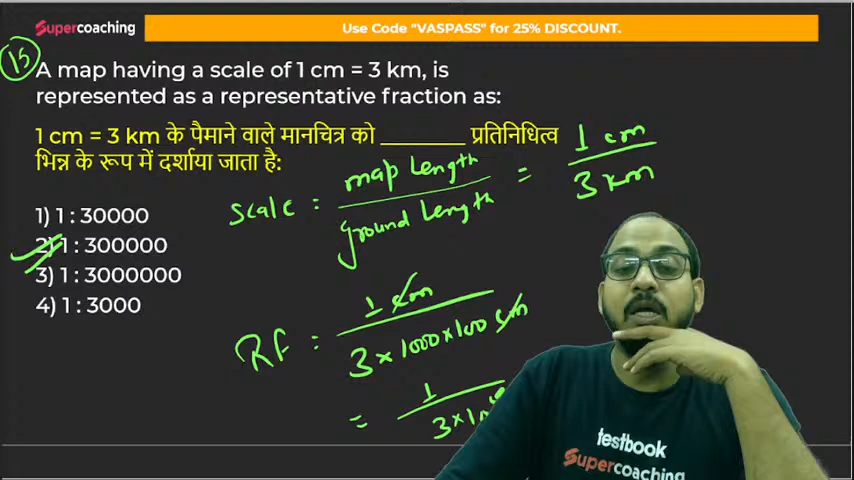 Supercoaching
Use Code "VASPASS" for 25% DISCOUNT.
15
A map having a scale of 1 cm = 3 km, is
represented as a representative fraction as:
1 cm = 3 km के पैमाने वाले मानचित्र को ________ प्रतिनिधित्व
भिन्न के रूप में दर्शाया जाता है:
scale = map length / ground length = 1 cm / 3 km
1) 1 : 30000
2) 1 : 300000
3) 1 : 3000000
4) 1 : 3000
RF = 1 cm / 3 × 1000 × 100 cm
= 1 / 3 ×
testbook
Supercoaching